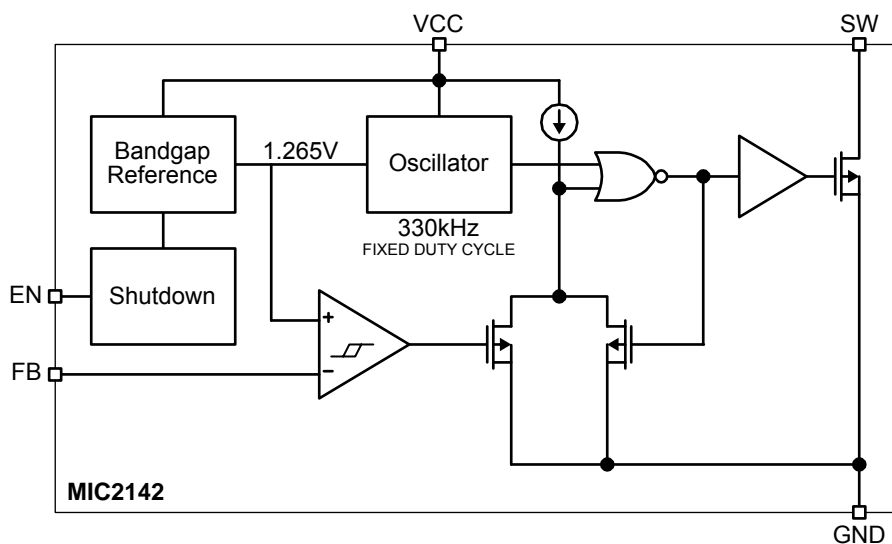 VCC
SW
Bandgap
Reference
1.265V
Oscillator
330kHz
FIXED DUTY CYCLE
EN
Shutdown
+
FB
–
MIC2142
GND